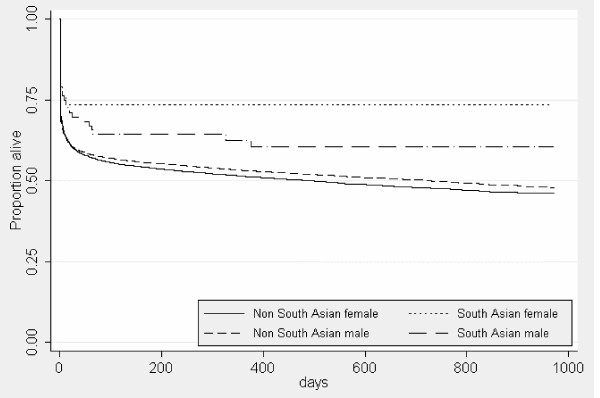 1.00
0.75
0.50
0.25
0.00
Proportion alive
0 200 400 600 800 1000
days
Non South Asian female South Asian female
Non South Asian male South Asian male